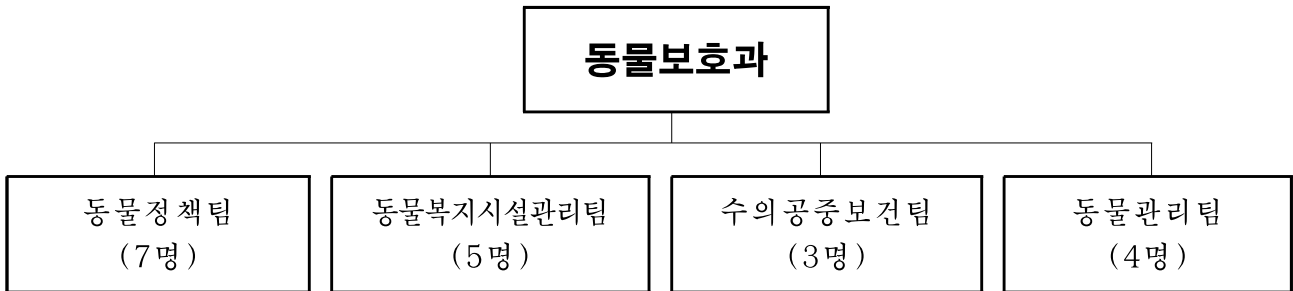 동물보호과
동물정책팀
(7명)
동물복지시설관리팀
(5명)
수의공중보건팀
(3명)
동물관리팀
(4명)